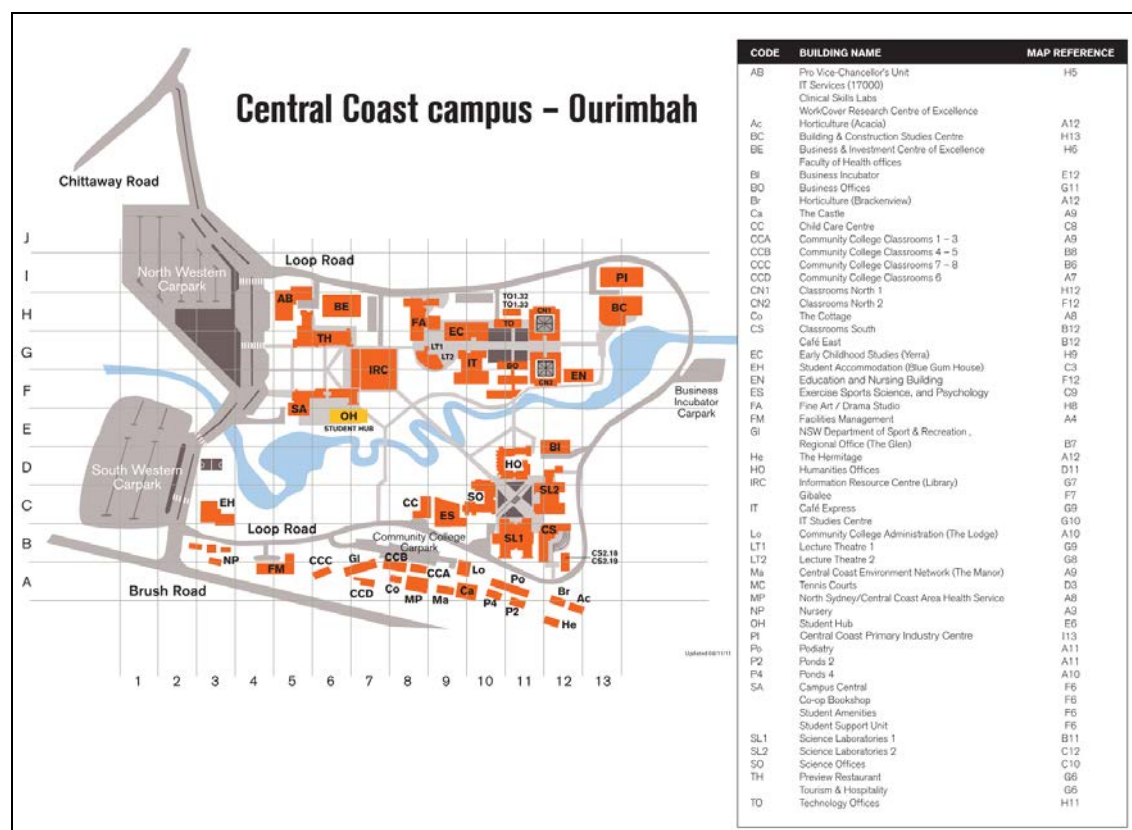 Central Coast campus – Ourimbah
Chittaway Road
J
I
H
G
F
E
D
C
B
A
North Western
Carpark
Loop Road
AB
BE
TH
FA
EC
LT1
LT2
IT
IRC
TO1.32
TO1.33
TO
CN1
BO
CN2
EN
PI
BC
Business
Incubator
Carpark
SA
OH
STUDENT HUB
South Western
Carpark
EH
Loop Road
HO
BI
SO
SL2
CC
ES
SL1
CS
CS2.18
CS2.19
Community College
Carpark
NP
FM
CCC
GI
CCB
CCA
Lo
CCD
Co
MP
Ma
Ca
Po
P4
P2
Br
Ac
He
Brush Road
1 2 3 4 5 6 7 8 9 10 11 12 13
CODE BUILDING NAME MAP REFERENCE
AB Pro Vice-Chancellor's Unit H5
IT Services (17000)
Clinical Skills Labs
WorkCover Research Centre of Excellence
Ac Horticulture (Acacia) A12
BC Building & Construction Studies Centre H13
BE Business & Investment Centre of Excellence H6
Faculty of Health offices
BI Business Incubator E12
BO Business Offices G11
Br Horticulture (Brackenview) A12
Ca The Castle A9
CC Child Care Centre C8
CCA Community College Classrooms 1 – 3 A9
CCB Community College Classrooms 4 – 5 B8
CCC Community College Classrooms 7 – 8 B6
CCD Community College Classrooms 6 A7
CN1 Classrooms North 1 H12
CN2 Classrooms North 2 F12
Co The Cottage A8
CS Classrooms South B12
Café East B12
EC Early Childhood Studies (Yerra) H9
EH Student Accommodation (Blue Gum House) C3
EN Education and Nursing Building F12
ES Exercise Sports Science, and Psychology C9
FA Fine Art / Drama Studio H8
FM Facilities Management A4
GI NSW Department of Sport & Recreation ,
Regional Office (The Glen) B7
He The Hermitage A12
HO Humanities Offices D11
IRC Information Resource Centre (Library) G7
Gibalee F7
IT Café Express G9
IT Studies Centre G10
Lo Community College Administration (The Lodge) A10
LT1 Lecture Theatre 1 G9
LT2 Lecture Theatre 2 G8
Ma Central Coast Environment Network (The Manor) A9
MC Tennis Courts D3
MP North Sydney/Central Coast Area Health Service A8
NP Nursery A3
OH Student Hub E6
PI Central Coast Primary Industry Centre I13
Po Podiatry A11
P2 Ponds 2 A11
P4 Ponds 4 A10
SA Campus Central F6
Co-op Bookshop F6
Student Amenities F6
Student Support Unit F6
SL1 Science Laboratories 1 B11
SL2 Science Laboratories 2 C12
SO Science Offices C10
TH Preview Restaurant G6
Tourism & Hospitality G6
TO Technology Offices H11